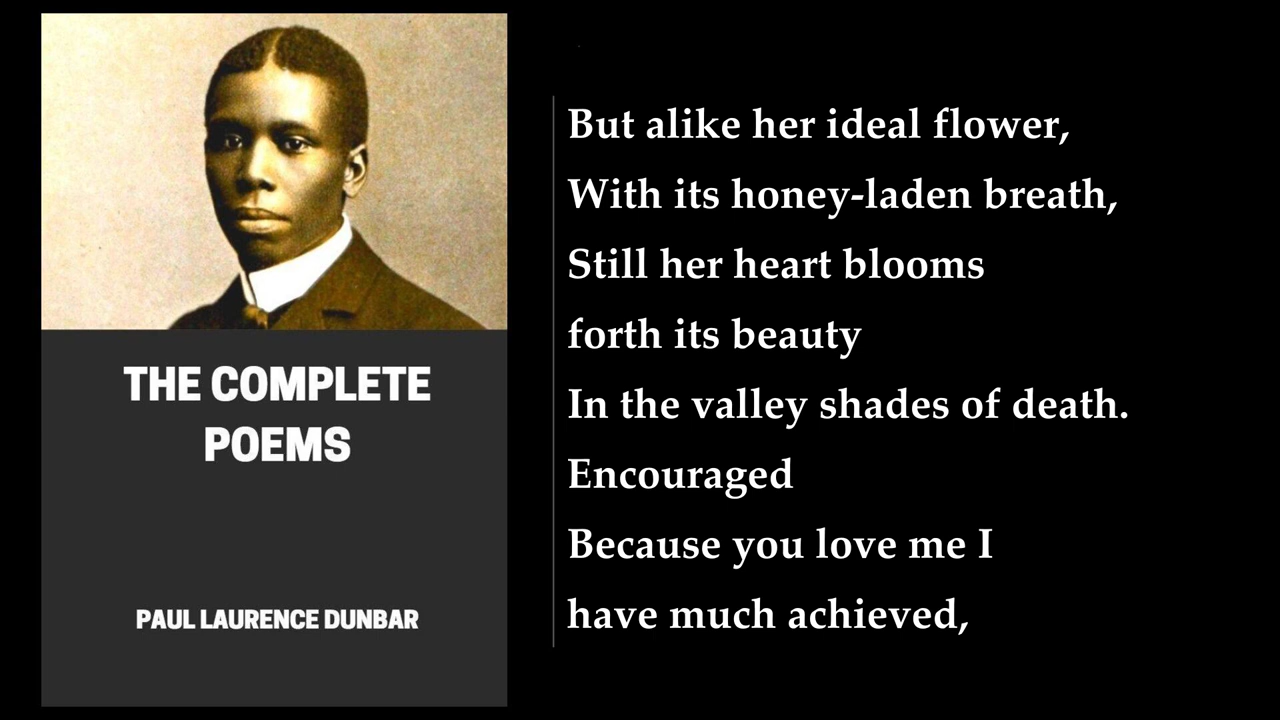 THE COMPLETE
POEMS
PAUL LAURENCE DUNBAR
But alike her ideal flower,
With its honey-laden breath,
Still her heart blooms
forth its beauty
In the valley shades of death.
Encouraged
Because you love me I
have much achieved,